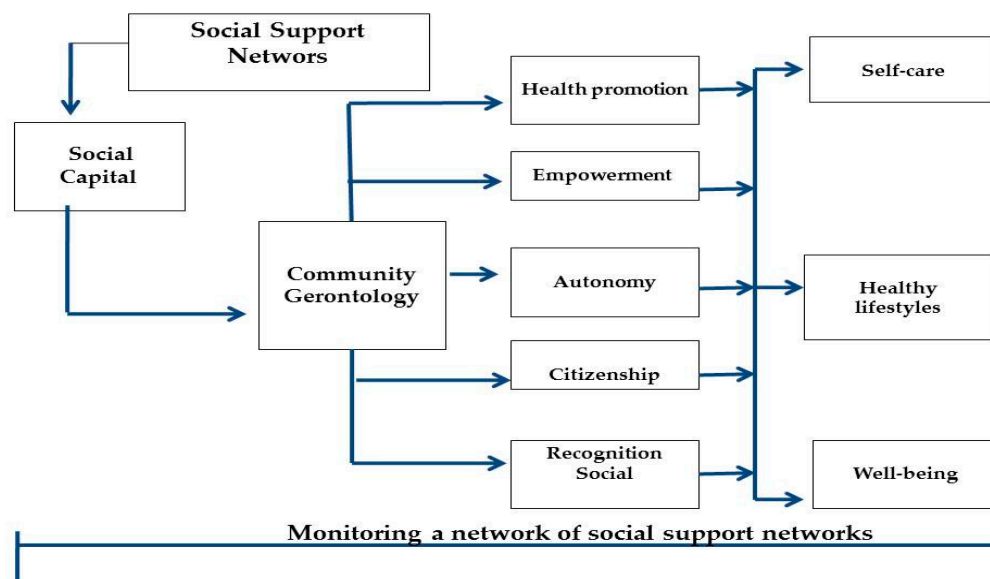 Social Support
Networs
Social
Capital
Community
Gerontology
Health promotion
Empowerment
Autonomy
Citizenship
Recognition
Social
Self-care
Healthy
lifestyles
Well-being
Monitoring a network of social support networks